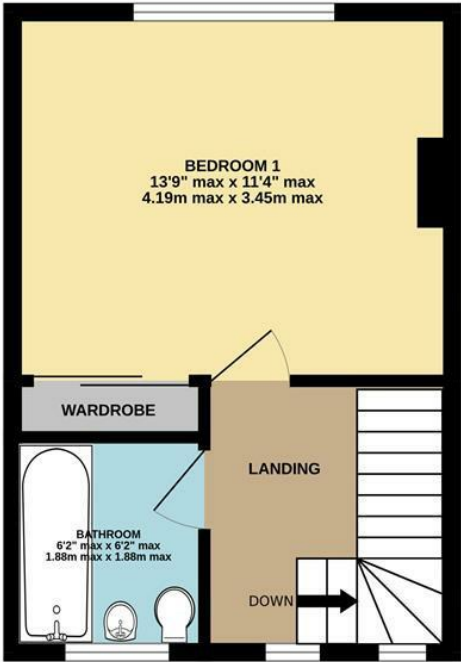 BEDROOM 1
13'9" max x 11'4" max
4.19m max x 3.45m max
WARDROBE
LANDING
BATHROOM
6'2" max x 6'2" max
1.88m max x 1.88m max
DOWN